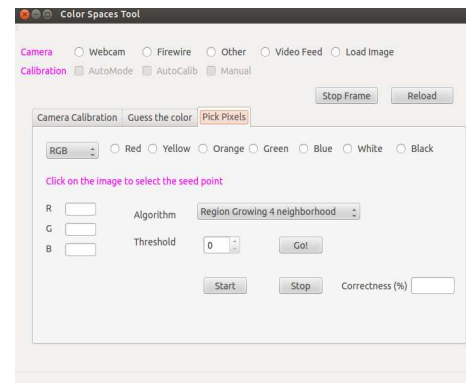 Color Spaces Tool
Camera Webcam Firewire Other Video Feed Load Image
Calibration AutoMode AutoCalib Manual
Stop Frame Reload
Camera Calibration Guess the color Pick Pixels
RGB Red Yellow Orange Green Blue White Black
Click on the image to select the seed point
R
Algorithm Region Growing 4 neighborhood
G
B
Threshold 0 Go!
Start Stop Correctness (%)